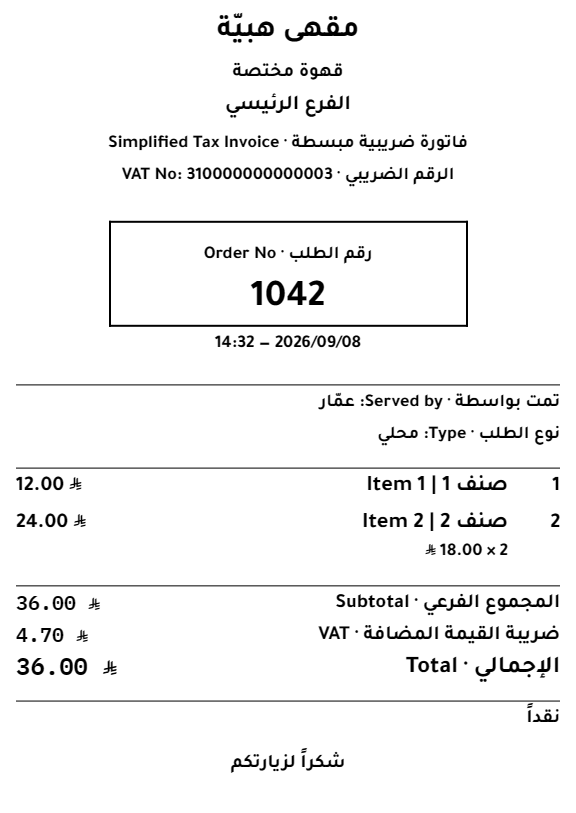 مقهى هبيّة
قهوة مختصة
الفرع الرئيسي
فاتورة ضريبية مبسطة · Simplified Tax Invoice
الرقم الضريبي · VAT No: 310000000000003
رقم الطلب · Order No
1042
2026/09/08 – 14:32
تمت بواسطة · Served by: عمّار
نوع الطلب · Type: محلي
1 صنف 1 | Item 1 12.00 ⃁
2 صنف 2 | Item 2 24.00 ⃁
2 × 18.00 ⃁
المجموع الفرعي · Subtotal 36.00 ⃁
ضريبة القيمة المضافة · VAT 4.70 ⃁
الإجمالي · Total 36.00 ⃁
نقداً
شكراً لزيارتكم